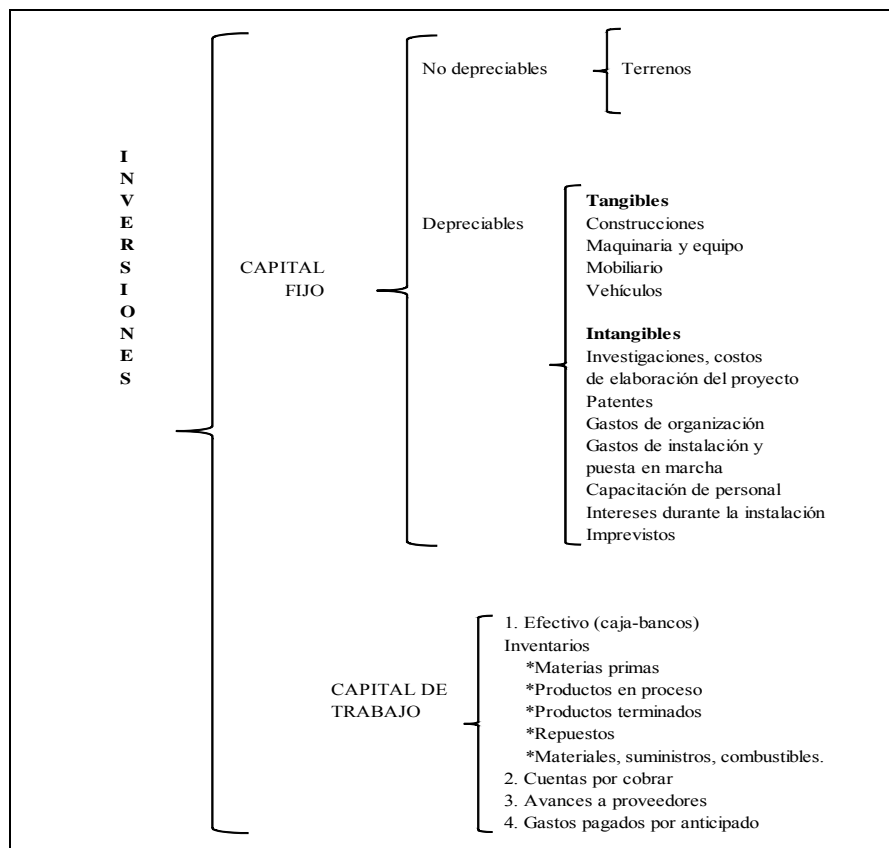 INVERSIONES
CAPITAL
FIJO
No depreciables
Terrenos
Depreciables
Tangibles
Construcciones
Maquinaria y equipo
Mobiliario
Vehículos
Intangibles
Investigaciones, costos
de elaboración del proyecto
Patentes
Gastos de organización
Gastos de instalación y
puesta en marcha
Capacitación de personal
Intereses durante la instalación
Imprevistos
CAPITAL DE
TRABAJO
1. Efectivo (caja-bancos)
Inventarios
*Materias primas
*Productos en proceso
*Productos terminados
*Repuestos
*Materiales, suministros, combustibles.
2. Cuentas por cobrar
3. Avances a proveedores
4. Gastos pagados por anticipado